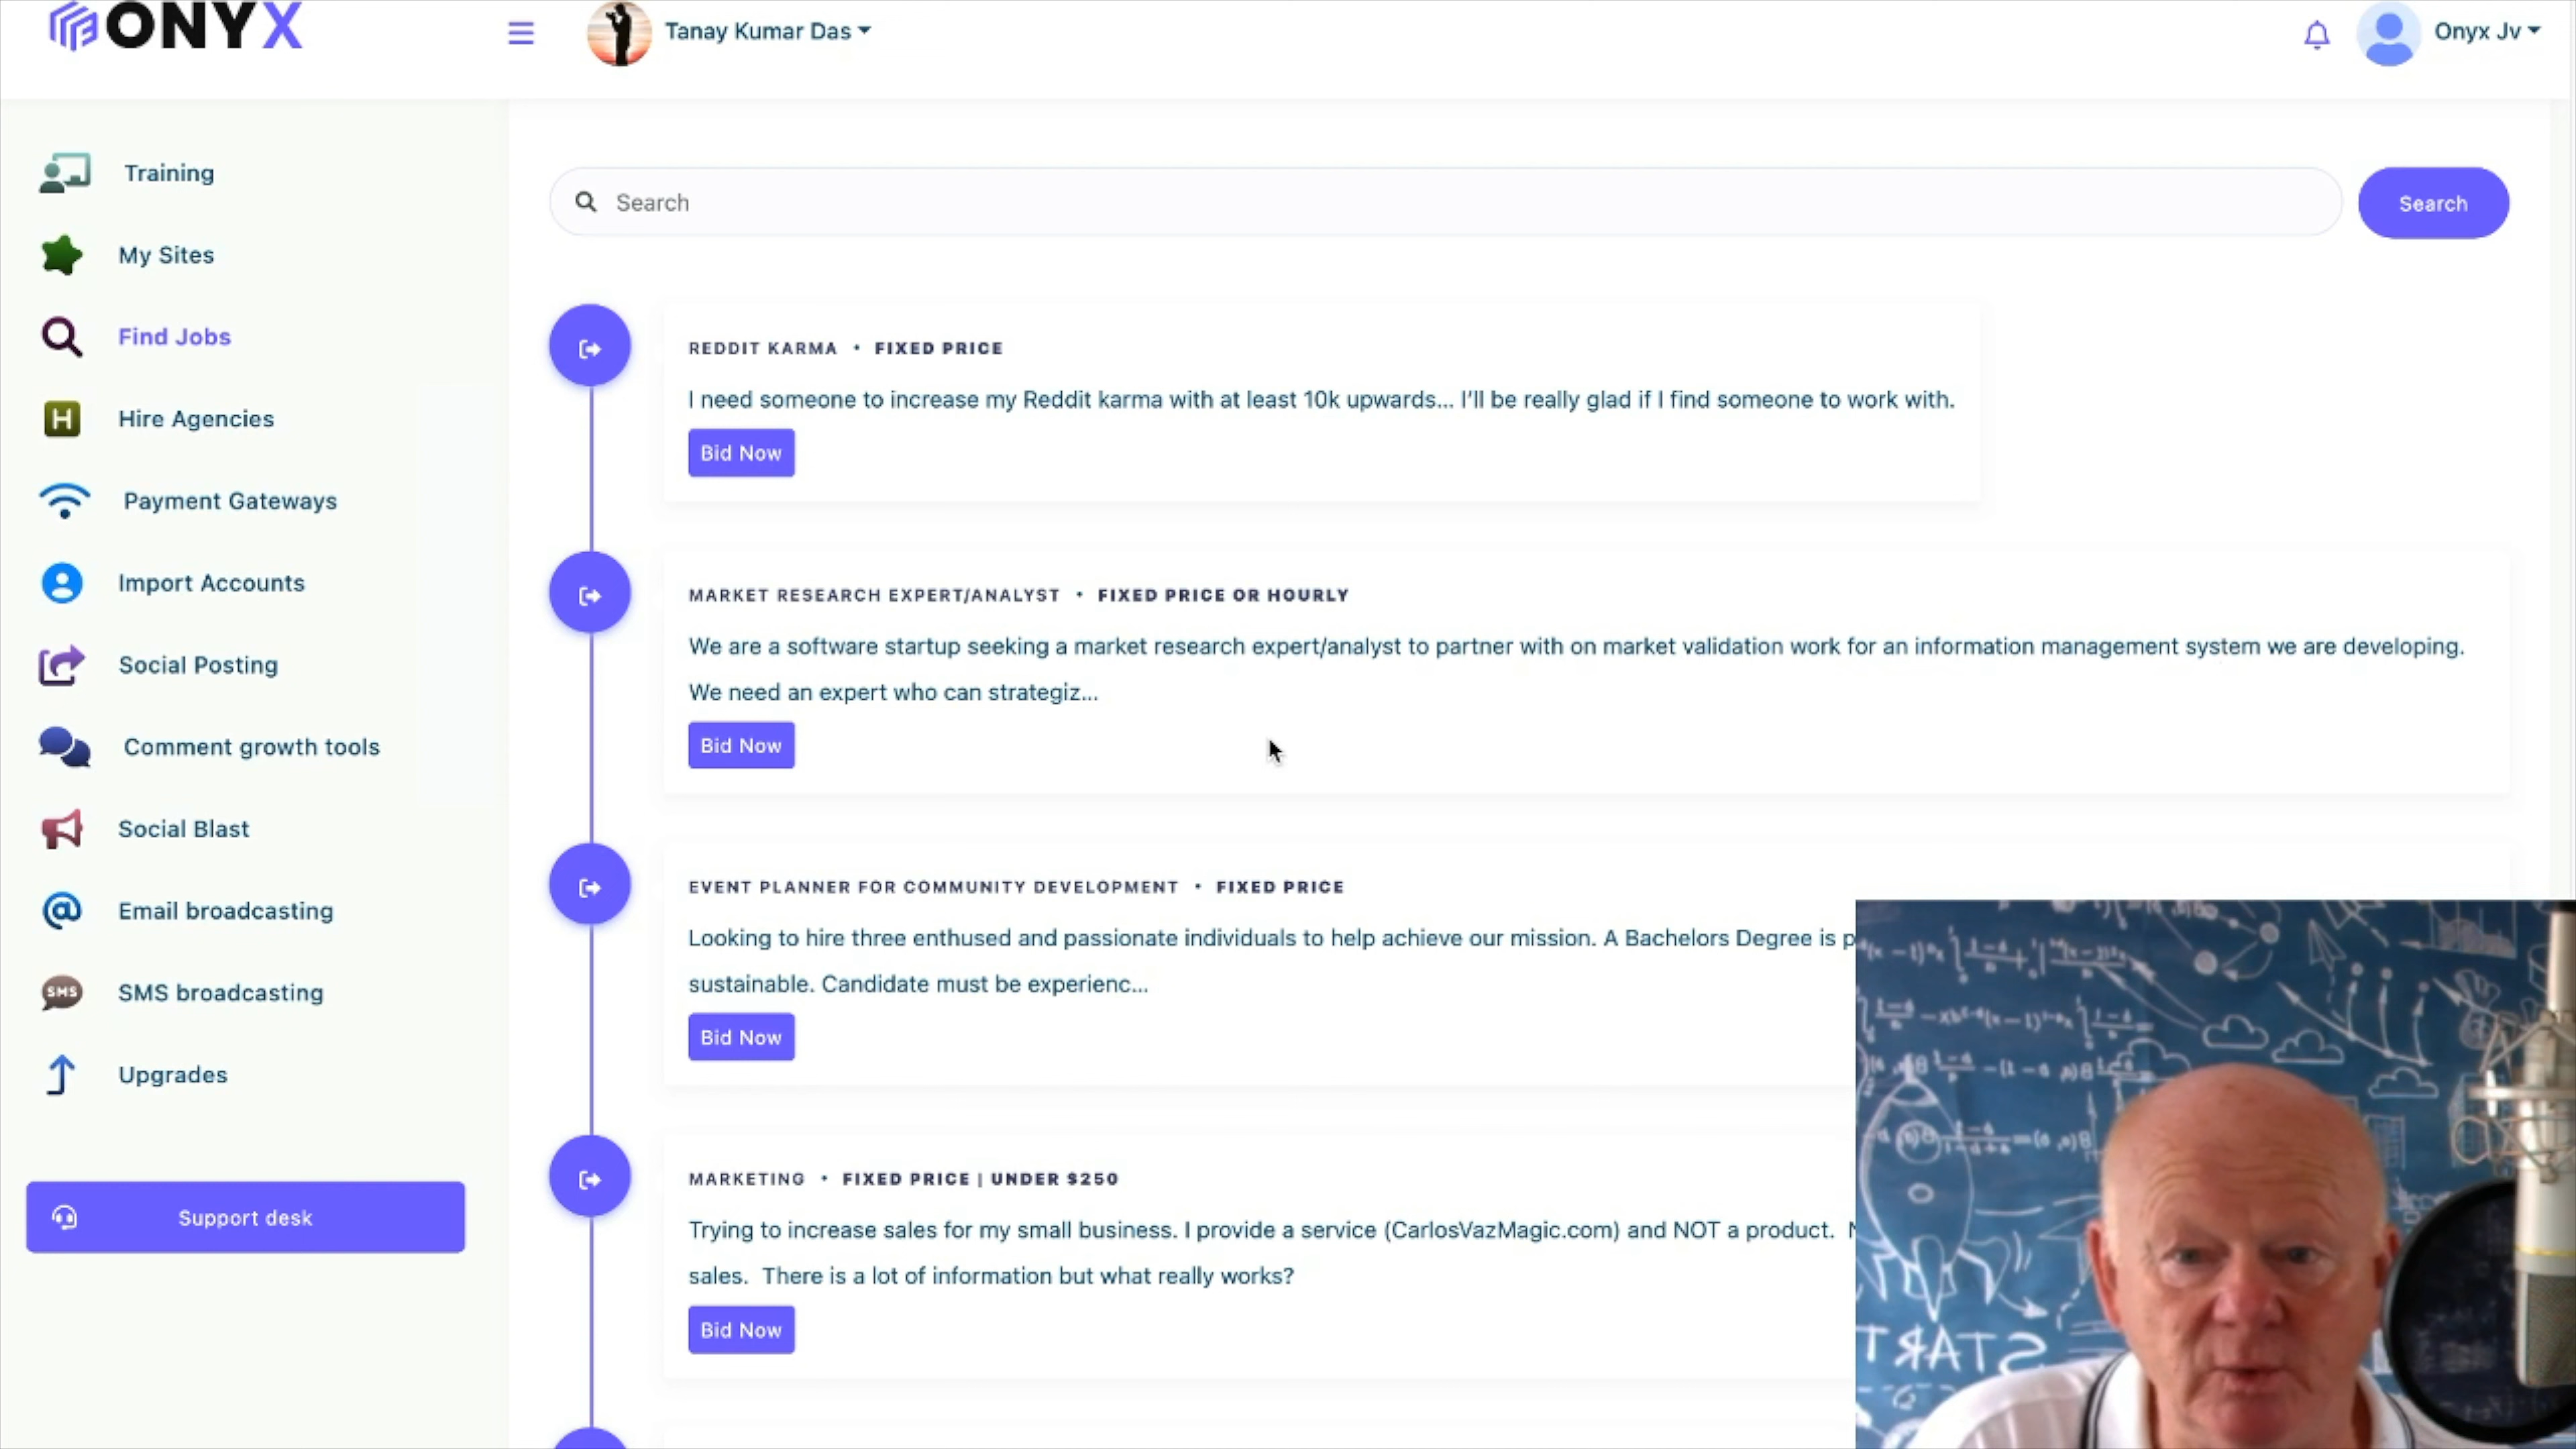 ONYX
Tanay Kumar Das
Onyx Jv
Training
My Sites
Find Jobs
H
Hire Agencies
Payment Gateways
Import Accounts
Social Posting
Comment growth tools
Social Blast
@
Email broadcasting
SMS
SMS broadcasting
Upgrades
Support desk
Search
Search
REDDIT KARMA • FIXED PRICE
I need someone to increase my Reddit karma with at least 10k upwards... I'll be really glad if I find someone to work with.
Bid Now
MARKET RESEARCH EXPERT/ANALYST • FIXED PRICE OR HOURLY
We are a software startup seeking a market research expert/analyst to partner with on market validation work for an information management system we are developing.
We need an expert who can strategiz...
Bid Now
EVENT PLANNER FOR COMMUNITY DEVELOPMENT • FIXED PRICE
Looking to hire three enthused and passionate individuals to help achieve our mission. A Bachelors Degree is
sustainable. Candidate must be experienc...
Bid Now
MARKETING • FIXED PRICE | UNDER $250
Trying to increase sales for my small business. I provide a service (CarlosVazMagic.com) and NOT a product.
sales. There is a lot of information but what really works?
Bid Now
START